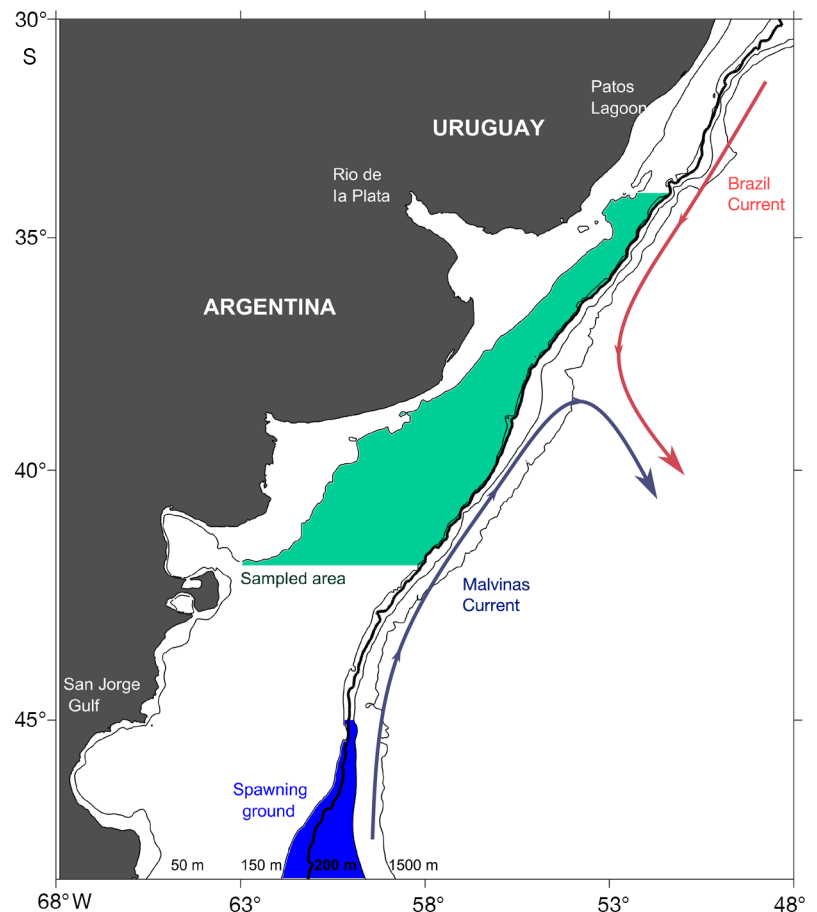 30°
S
Patos
Lagoon
URUGUAY
Rio de
la Plata
Brazil
Current
35°
ARGENTINA
40°
Sampled area
Malvinas
Current
San Jorge
Gulf
45°
Spawning
ground
50 m
150 m
200 m
1500 m
68°W
63°
58°
53°
48°